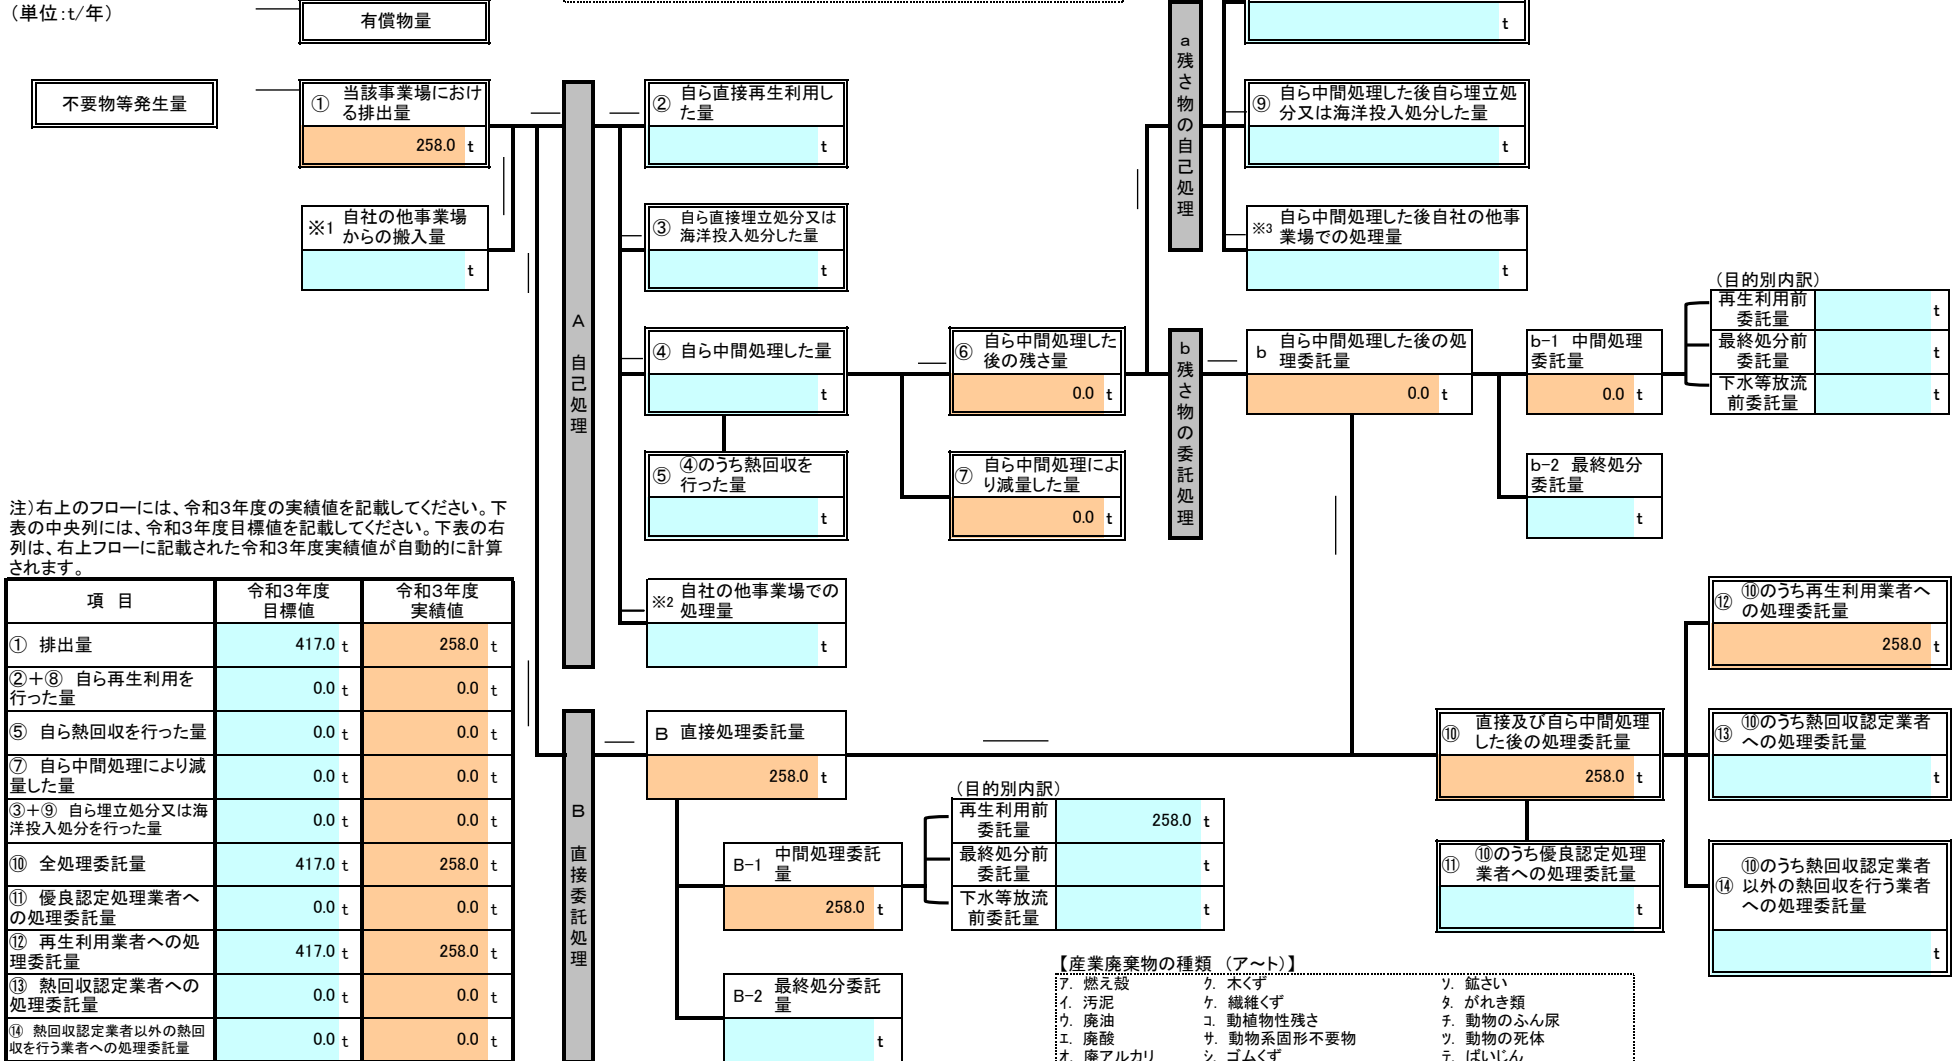 （単位：t/年）
有償物量
t
不要物等発生量
① 当該事業場におけ
る排出量
258.0 t
※1 自社の他事業場
からの搬入量
t
A 自己処理
② 自ら直接再生利用し
た量
t
③ 自ら直接埋立処分又は
海洋投入処分した量
t
④ 自ら中間処理した量
t
⑤ ④のうち熱回収を
行った量
t
※2 自社の他事業場での
処理量
t
⑥ 自ら中間処理した
後の残さ量
0.0 t
⑦ 自ら中間処理によ
り減量した量
0.0 t
a 残さ物の自己処理
⑨ 自ら中間処理した後自ら埋立処
分又は海洋投入処分した量
t
※3 自ら中間処理した後自社の他事
業場での処理量
t
b 残さ物の委託処理
b 自ら中間処理した後の処
理委託量
0.0 t
b-1 中間処理
委託量
0.0 t
b-2 最終処分
委託量
t
（目的別内訳）
再生利用前
委託量
t
最終処分前
委託量
t
下水等放流
前委託量
t
注）右上のフローには、令和3年度の実績値を記載してください。下
表の中央列には、令和3年度目標値を記載してください。下表の右
列は、右上フローに記載された令和3年度実績値が自動的に計算
されます。
項 目 令和3年度
目標値 令和3年度
実績値
① 排出量 417.0 t 258.0 t
②＋⑧ 自ら再生利用を
行った量 0.0 t 0.0 t
⑤ 自ら熱回収を行った量 0.0 t 0.0 t
⑦ 自ら中間処理により減
量した量 0.0 t 0.0 t
③＋⑨ 自ら埋立処分又は海
洋投入処分を行った量 0.0 t 0.0 t
⑩ 全処理委託量 417.0 t 258.0 t
⑪ 優良認定処理業者へ
の処理委託量 0.0 t 0.0 t
⑫ 再生利用業者への処
理委託量 417.0 t 258.0 t
⑬ 熱回収認定業者への
処理委託量 0.0 t 0.0 t
⑭ 熱回収認定業者以外の熱回
収を行う業者への処理委託量 0.0 t 0.0 t
B 直接委託処理
B 直接処理委託量
258.0 t
B-1 中間処理委託
量
258.0 t
B-2 最終処分委託
量
t
（目的別内訳）
再生利用前
委託量
258.0 t
最終処分前
委託量
t
下水等放流
前委託量
t
⑩ 直接及び自ら中間処理
した後の処理委託量
258.0 t
⑪ ⑩のうち優良認定処理
業者への処理委託量
t
⑫ ⑩のうち再生利用業者へ
の処理委託量
258.0 t
⑬ ⑩のうち熱回収認定業者
への処理委託量
t
⑭ ⑩のうち熱回収認定業者
以外の熱回収を行う業者
への処理委託量
t
【産業廃棄物の種類 （ア～ト）】
ア. 燃え殻 ク. 木くず ソ. 鉱さい
イ. 汚泥 ケ. 繊維くず タ. がれき類
ウ. 廃油 コ. 動植物性残さ チ. 動物のふん尿
エ. 廃酸 サ. 動物系固形不要物 ツ. 動物の死体
オ. 廃アルカリ シ. ゴムくず テ. ばいじん